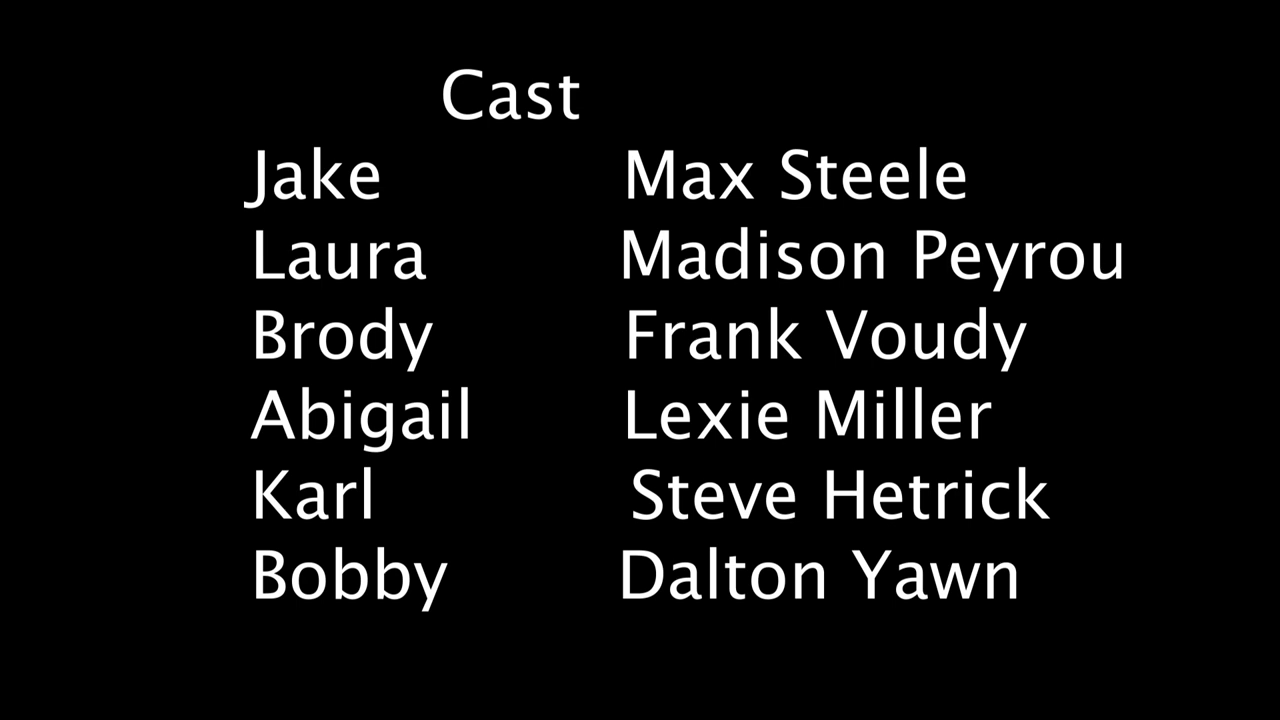 Cast
Jake Max Steele
Laura Madison Peyrou
Brody Frank Voudy
Abigail Lexie Miller
Karl Steve Hetrick
Bobby Dalton Yawn